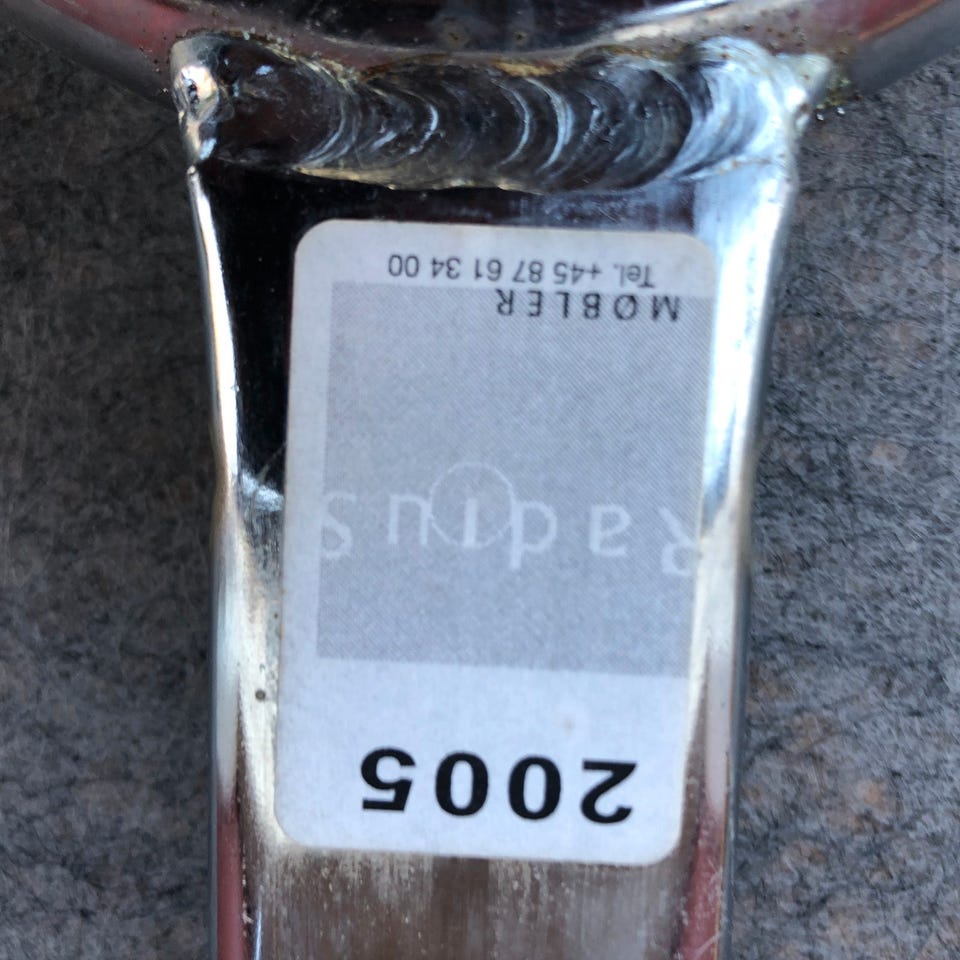 2005
Radius
MØBLER
Tel. +45 87 61 34 00